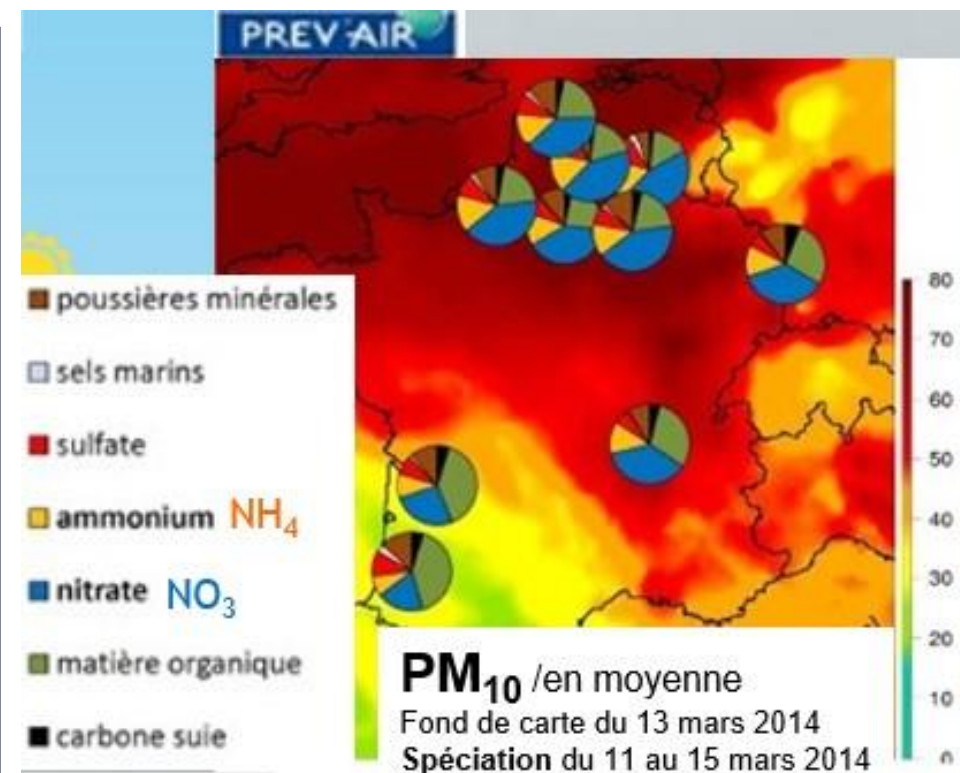 PREV'AIR
poussières minérales
sels marins
sulfate
ammonium NH₄
nitrate NO₃
matière organique
carbone suie
80
70
60
50
40
30
20
10
0
PM₁₀ /en moyenne
Fond de carte du 13 mars 2014
Spéciation du 11 au 15 mars 2014